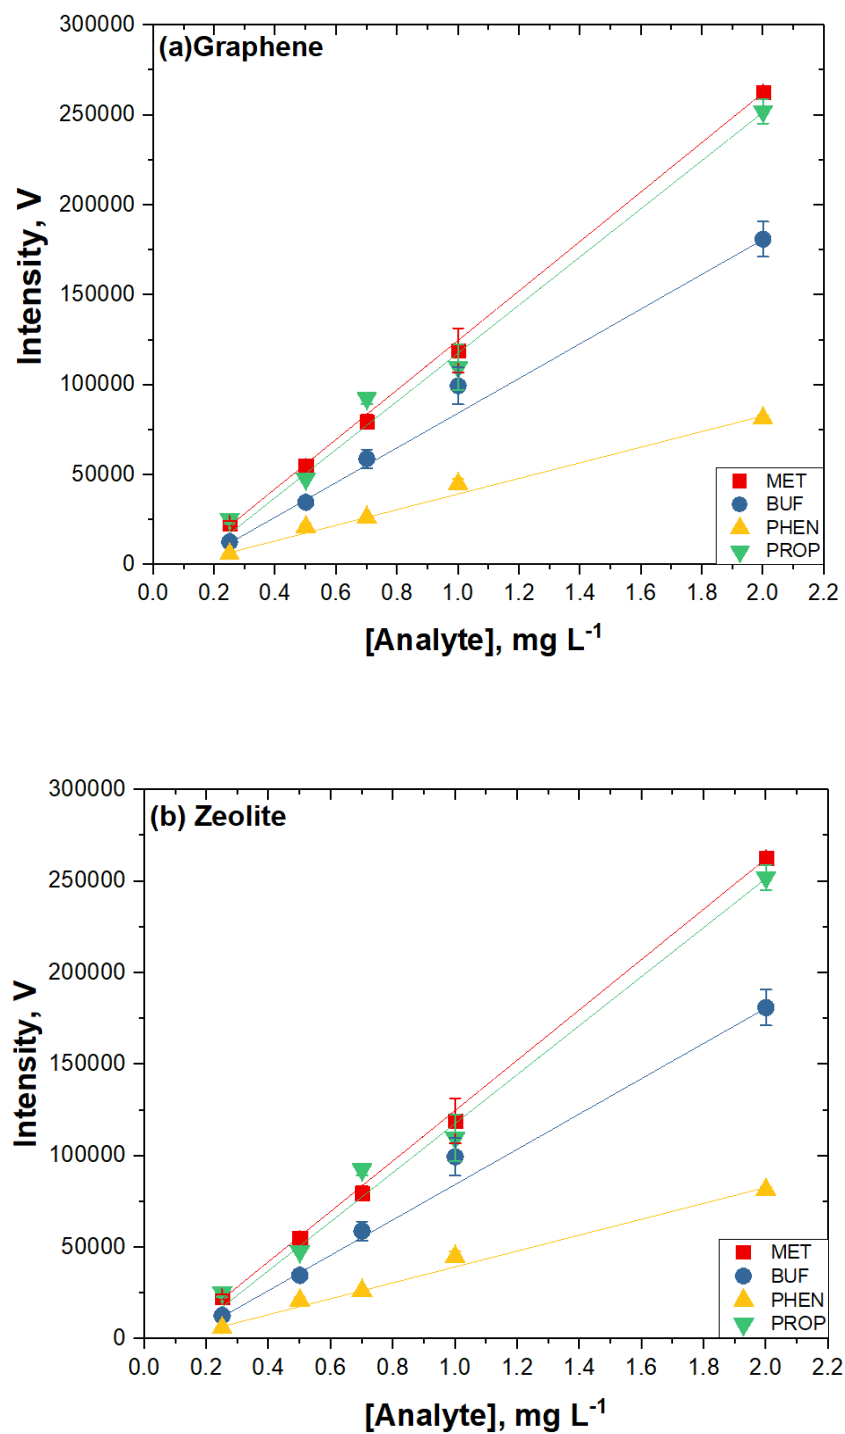 (a)Graphene
300000
250000
200000
150000
100000
50000
0
Intensity, V
MET
BUF
PHEN
PROP
0.0 0.2 0.4 0.6 0.8 1.0 1.2 1.4 1.6 1.8 2.0 2.2
[Analyte], mg L⁻¹
(b) Zeolite
300000
250000
200000
150000
100000
50000
0
Intensity, V
MET
BUF
PHEN
PROP
0.0 0.2 0.4 0.6 0.8 1.0 1.2 1.4 1.6 1.8 2.0 2.2
[Analyte], mg L⁻¹